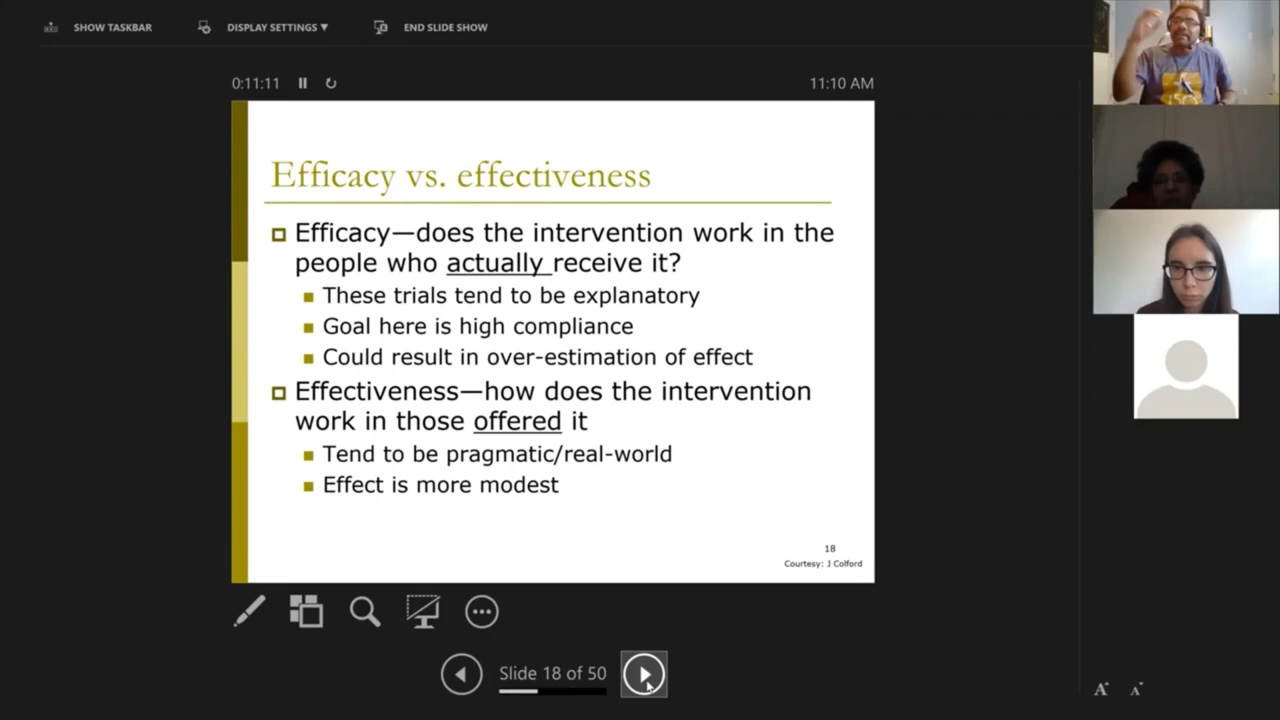 SHOW TASKBAR DISPLAY SETTINGS ▼ END SLIDE SHOW
0:11:11 11:10 AM
Efficacy vs. effectiveness
Efficacy—does the intervention work in the
people who actually receive it?
These trials tend to be explanatory
Goal here is high compliance
Could result in over-estimation of effect
Effectiveness—how does the intervention
work in those offered it
Tend to be pragmatic/real-world
Effect is more modest
18
Courtesy: J Colford
Slide 18 of 50
A A